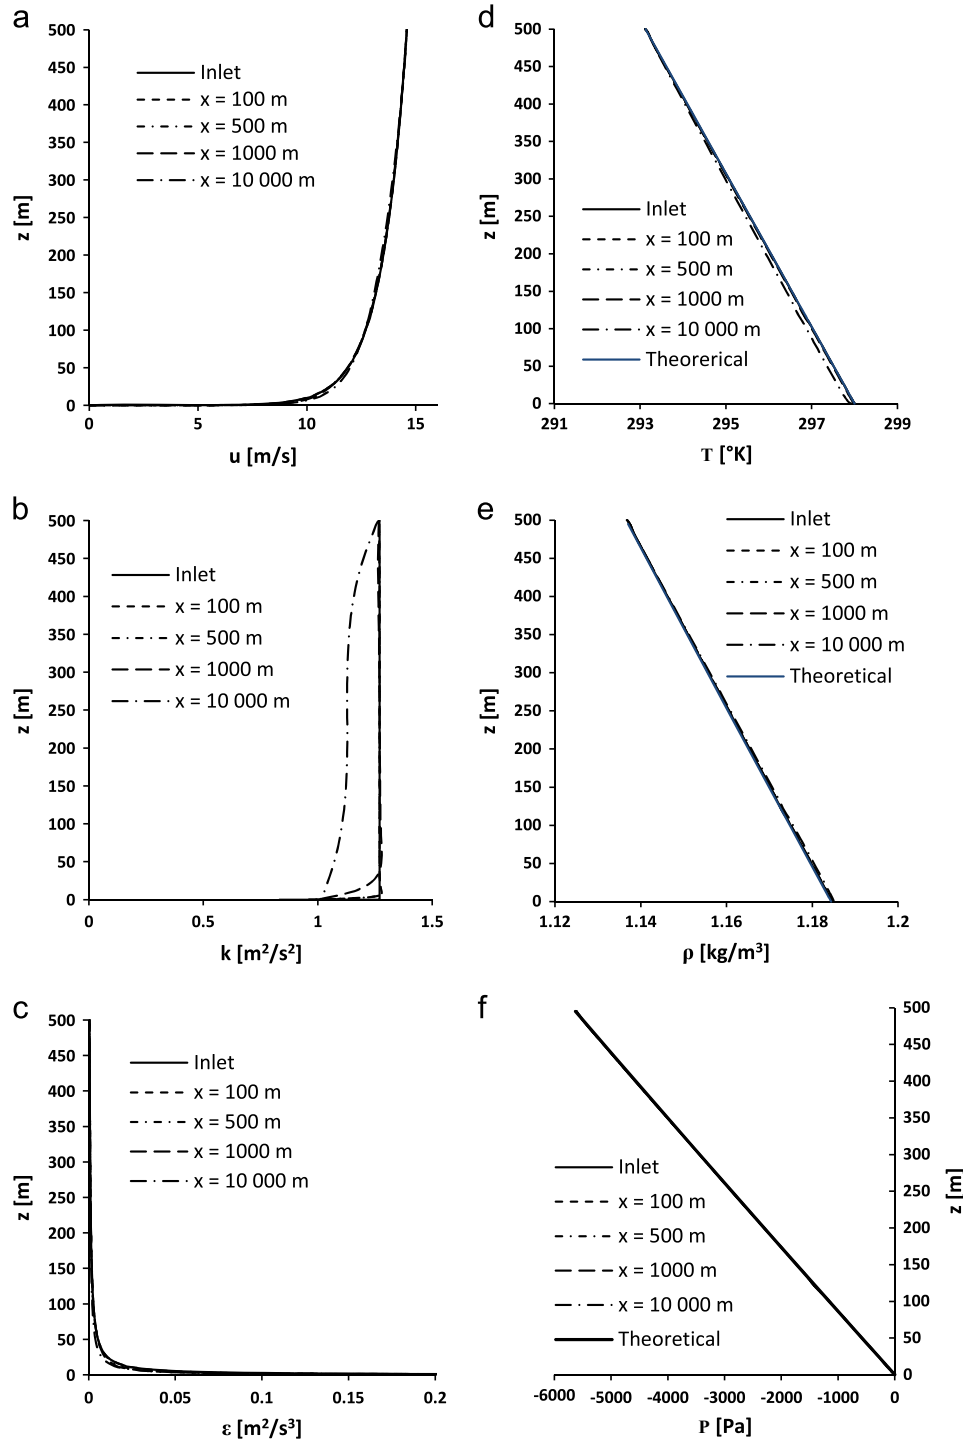 a
500
450
400
350
300
250
200
150
100
50
0
z [m]
Inlet
x = 100 m
x = 500 m
x = 1000 m
x = 10 000 m
0 5 10 15
u [m/s]
d
500
450
400
350
300
250
200
150
100
50
0
z [m]
Inlet
x = 100 m
x = 500 m
x = 1000 m
x = 10 000 m
Theorerical
291 293 295 297 299
T [°K]
b
500
450
400
350
300
250
200
150
100
50
0
z [m]
Inlet
x = 100 m
x = 500 m
x = 1000 m
x = 10 000 m
0 0.5 1 1.5
k [m²/s²]
e
500
450
400
350
300
250
200
150
100
50
0
z [m]
Inlet
x = 100 m
x = 500 m
x = 1000 m
x = 10 000 m
Theoretical
1.12 1.14 1.16 1.18 1.2
ρ [kg/m³]
c
500
450
400
350
300
250
200
150
100
50
0
z [m]
Inlet
x = 100 m
x = 500 m
x = 1000 m
x = 10 000 m
0 0.05 0.1 0.15 0.2
ε [m²/s³]
f
500
450
400
350
300
250
200
150
100
50
0
z [m]
Inlet
x = 100 m
x = 500 m
x = 1000 m
x = 10 000 m
Theoretical
-6000 -5000 -4000 -3000 -2000 -1000 0
P [Pa]